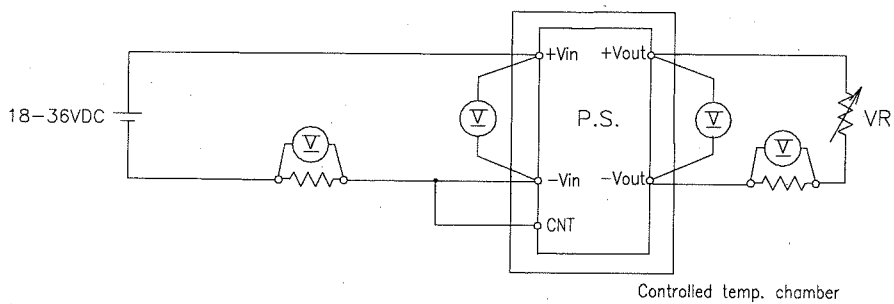 +Vin
+Vout
18-36VDC
V
P.S.
V
VR
V
V
-Vin
-Vout
CNT
Controlled temp. chamber